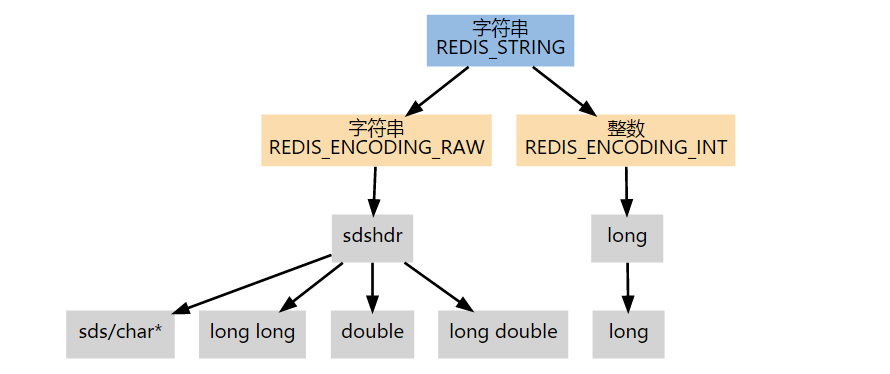 字符串
REDIS_STRING
字符串
REDIS_ENCODING_RAW
整数
REDIS_ENCODING_INT
sdshdr
long
sds/char*
long long
double
long double
long